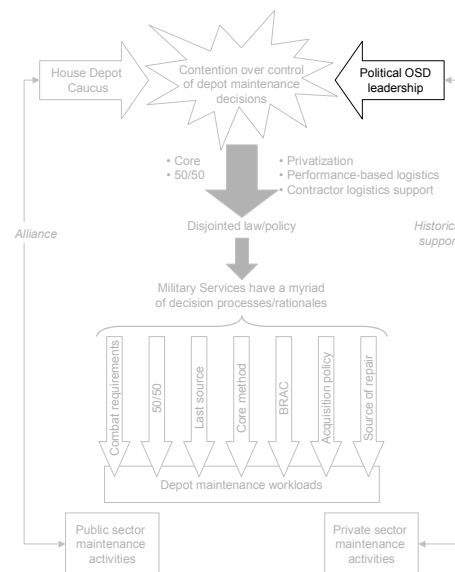 House Depot
Caucus
Contention over control
of depot maintenance
decisions
Political OSD
leadership
• Core
• 50/50
• Privatization
• Performance-based logistics
• Contractor logistics support
Disjointed law/policy
Alliance
Historical
support
Military Services have a myriad
of decision processes/rationales
Combat requirements
50/50
Last source
Core method
BRAC
Acquisition policy
Source of repair
Depot maintenance workloads
Public sector
maintenance
activities
Private sector
maintenance
activities